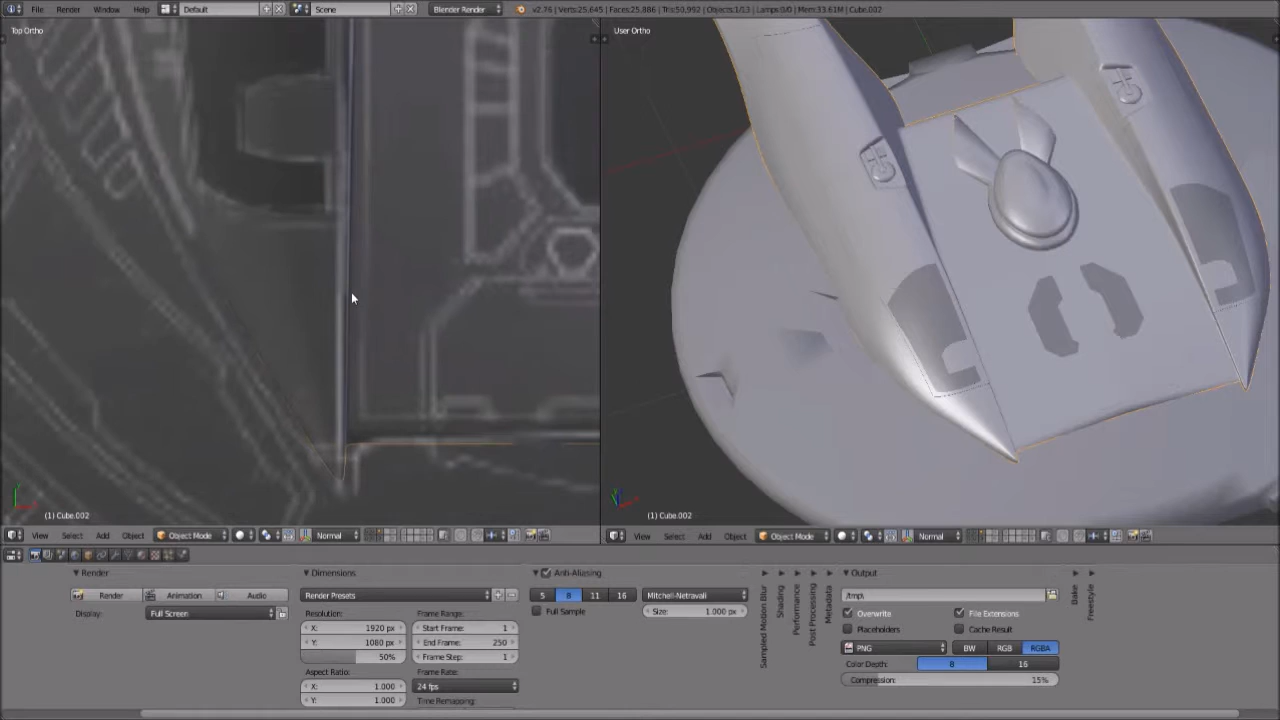 File Render Window Help Default Scene Blender Render v2.76 | Verts:25,645 | Faces:25,886 | Tris:50,992 | Objects:1/13 | Lamps:0/0 | Mem:33.61M | Cube.002
Top Ortho User Ortho
(1) Cube.002 (1) Cube.002
View Select Add Object Object Mode Normal View Select Add Object Object Mode Normal
Render Dimensions Anti-Aliasing Output
Render Animation Audio Render Presets 5 8 11 16 Mitchell-Netravali /tmp\
Display: Full Screen Resolution: Frame Range: Full Sample Size: 1.000 px Overwrite File Extensions
X: 1920 px Start Frame: 1 Placeholders Cache Result
Y: 1080 px End Frame: 250 PNG BW RGB RGBA
50% Frame Step: 1 Color Depth: 8 16
Aspect Ratio: Frame Rate: Compression: 15%
X: 1.000 24 fps
Y: 1.000 Time Remapping:
Sampled Motion Blur
Shading
Performance
Post Processing
Metadata
Bake
Freestyle